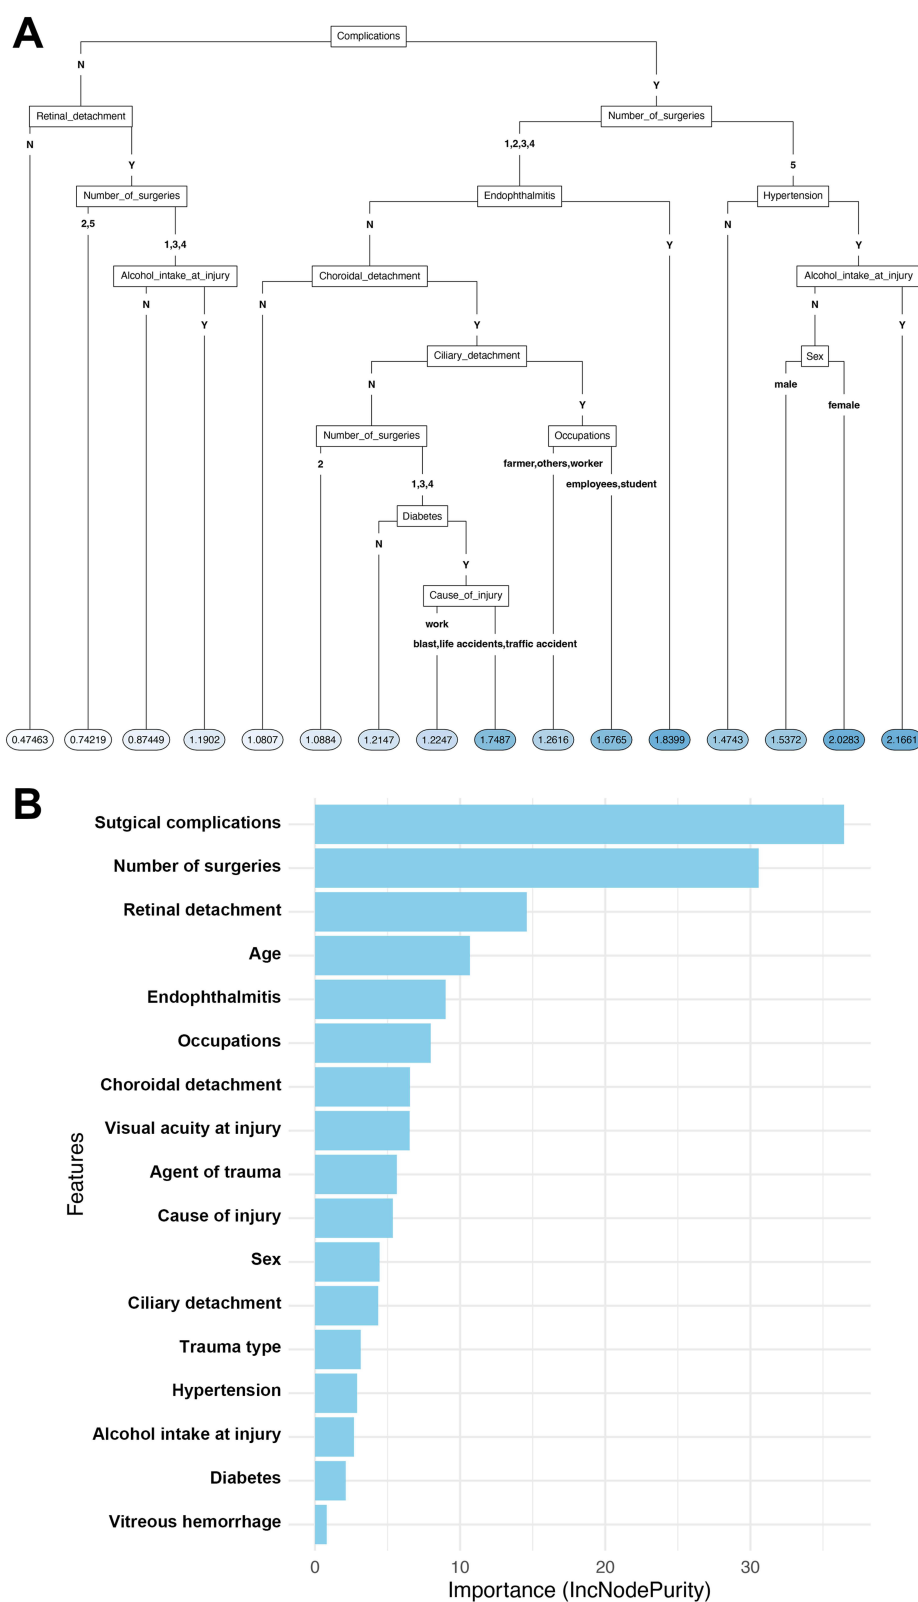 A
Complications
N
Y
Retinal_detachment
Number_of_surgeries
N
1,2,3,4
Y
5
Number_of_surgeries
Endophthalmitis
Hypertension
2,5
N
N
1,3,4
Y
Y
Alcohol_intake_at_injury
Choroidal_detachment
Alcohol_intake_at_injury
N
N
N
Y
Y
Y
Ciliary_detachment
Sex
N
male
Y
female
Number_of_surgeries
Occupations
2
farmer,others,worker
1,3,4
employees,student
Diabetes
N
Y
Cause_of_injury
work
blast,life accidents,traffic accident
0.47463 0.74219 0.87449 1.1902 1.0807 1.0884 1.2147 1.2247 1.7487 1.2616 1.6765 1.8399 1.4743 1.5372 2.0283 2.1661
B
Sutgical complications
Number of surgeries
Retinal detachment
Age
Endophthalmitis
Occupations
Choroidal detachment
Visual acuity at injury
Agent of trauma
Cause of injury
Sex
Ciliary detachment
Trauma type
Hypertension
Alcohol intake at injury
Diabetes
Vitreous hemorrhage
Features
0 10 20 30
Importance (IncNodePurity)